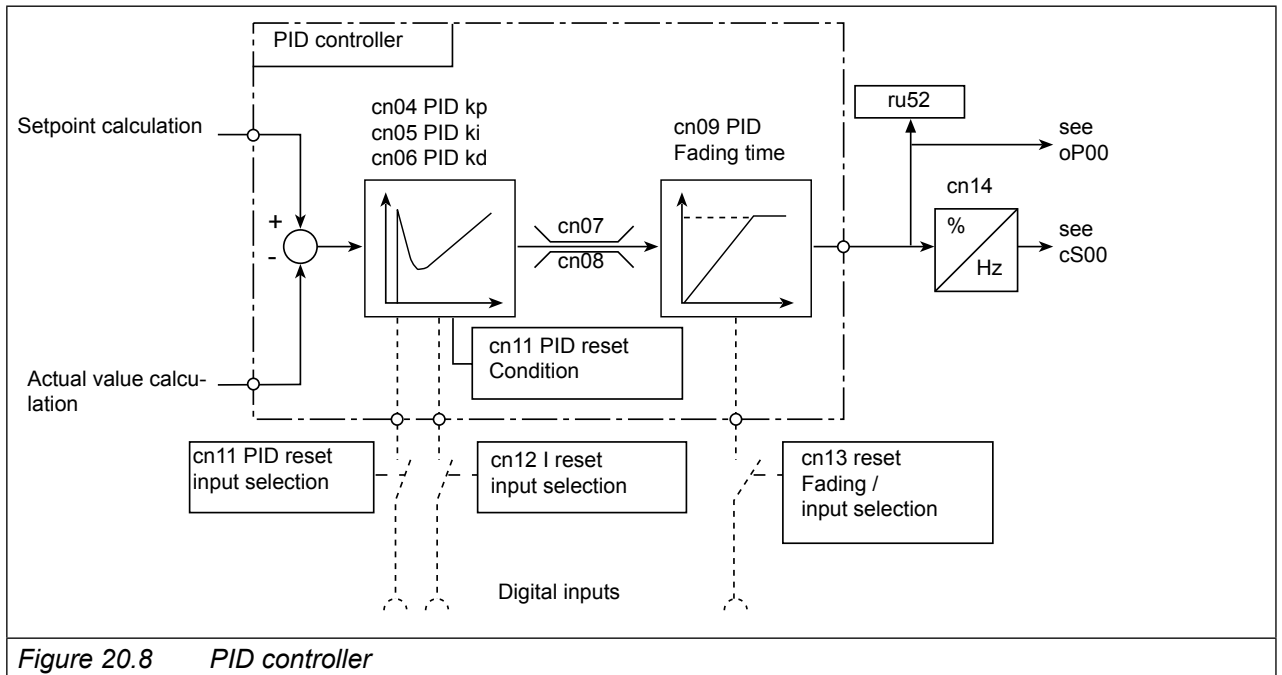 PID controller
Setpoint calculation
cn04 PID kp
cn05 PID ki
cn06 PID kd
cn09 PID
Fading time
ru52
see
oP00
cn14
+
-
cn07
cn08
%
Hz
see
cS00
cn11 PID reset
Condition
Actual value calcu-
lation
cn11 PID reset
input selection
cn12 I reset
input selection
cn13 reset
Fading /
input selection
Digital inputs
Figure 20.8 PID controller